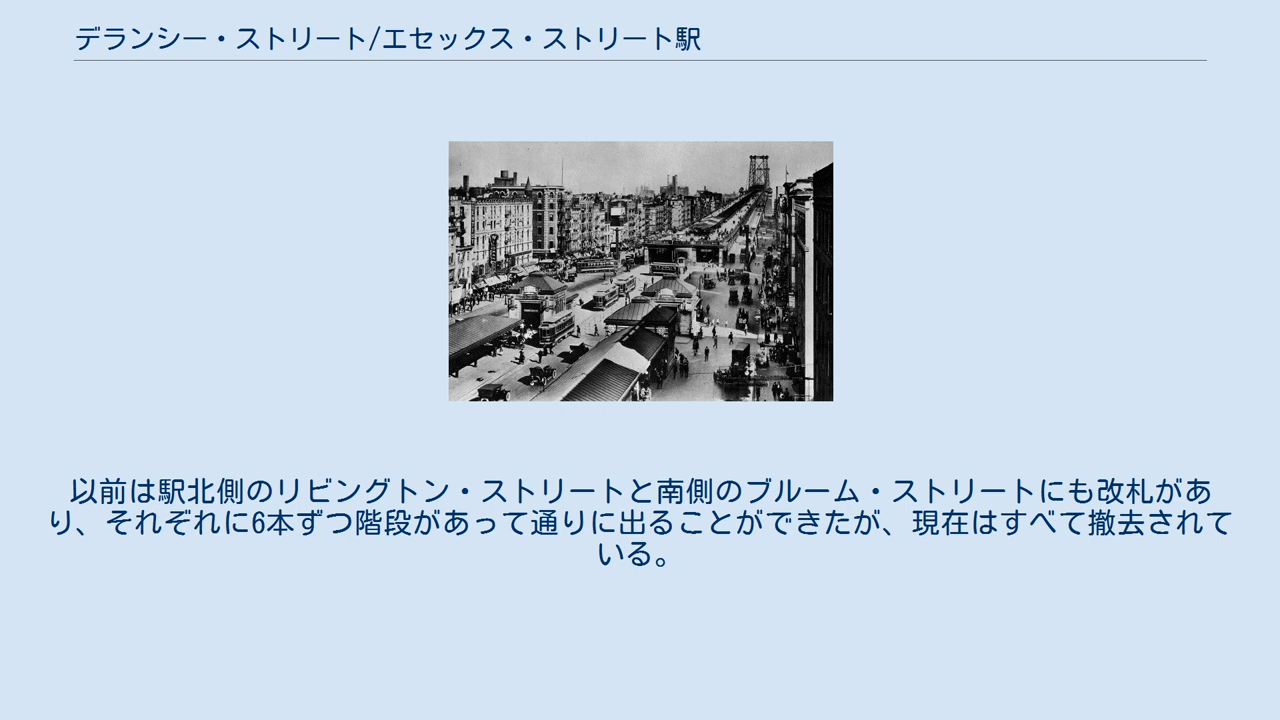 デランシー・ストリート/エセックス・ストリート駅
以前は駅北側のリビングトン・ストリートと南側のブルーム・ストリートにも改札があ
り、それぞれに6本ずつ階段があって通りに出ることができたが、現在はすべて撤去されて
いる。